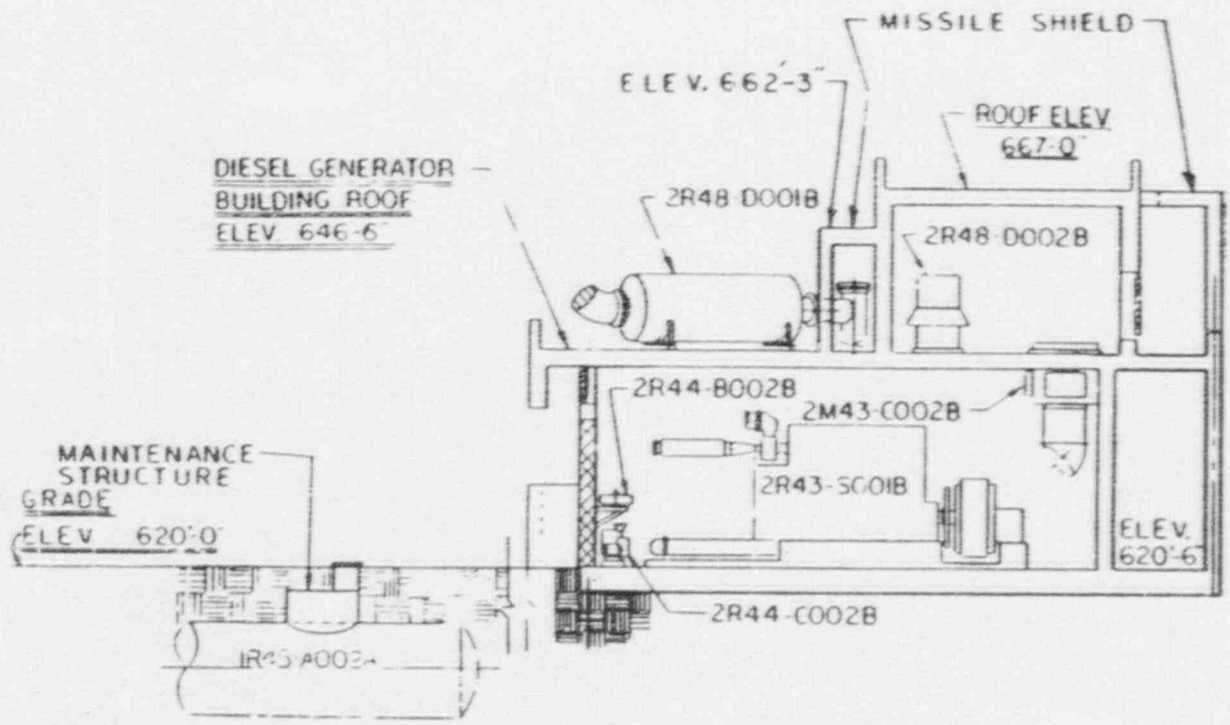 MISSILE SHIELD
ELEV. 662'-3"
ROOF ELEV
667-0"
DIESEL GENERATOR
BUILDING ROOF
ELEV 646-6"
2R48-D001B
2R48-D002B
2R44-B002B
2M43-C002B
MAINTENANCE
STRUCTURE
GRADE
ELEV 620'-0"
2R43-S001B
ELEV.
620'-6"
2R44-C002B